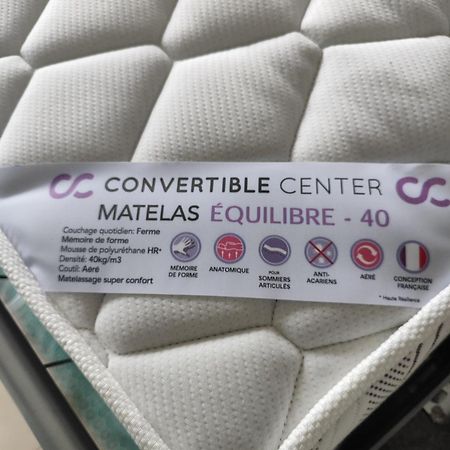 CONVERTIBLE CENTER
MATELAS ÉQUILIBRE - 40
Couchage quotidien: Ferme
Mémoire de forme
Mousse de polyuréthane HR*
Densité: 40kg/m3
Coutil: Aéré
Matelassage super confort
MÉMOIRE
DE FORME
ANATOMIQUE
POUR
SOMMIERS
ARTICULÉS
ANTI-
ACARIENS
AÉRÉ
CONCEPTION
FRANÇAISE
* Haute Résilience